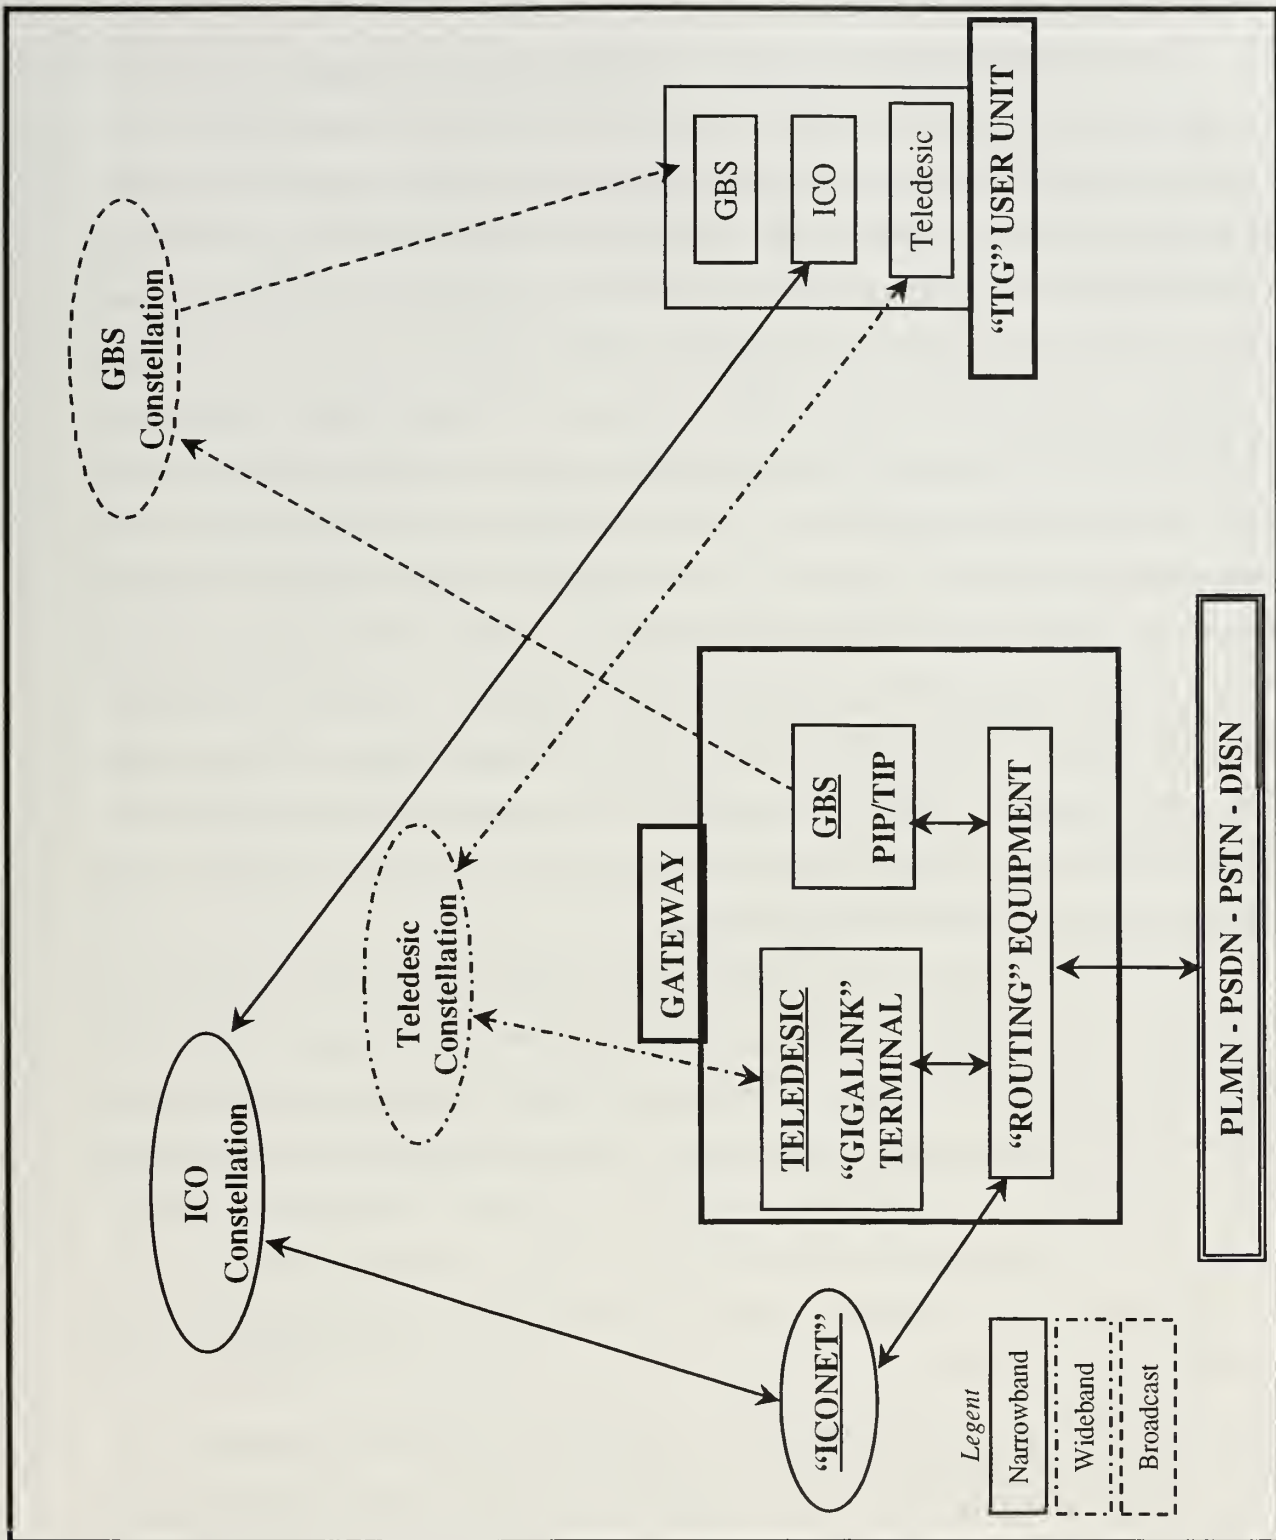 ICO
Constellation
GBS
Constellation
Teledesic
Constellation
GATEWAY
TELEDESIC
“GIGALINK”
TERMINAL
GBS
PIP/TIP
“ROUTING” EQUIPMENT
“ICONET”
GBS
ICO
Teledesic
“ITG” USER UNIT
PLMN - PSDN - PSTN - DISN
Legent
Narrowband
Wideband
Broadcast